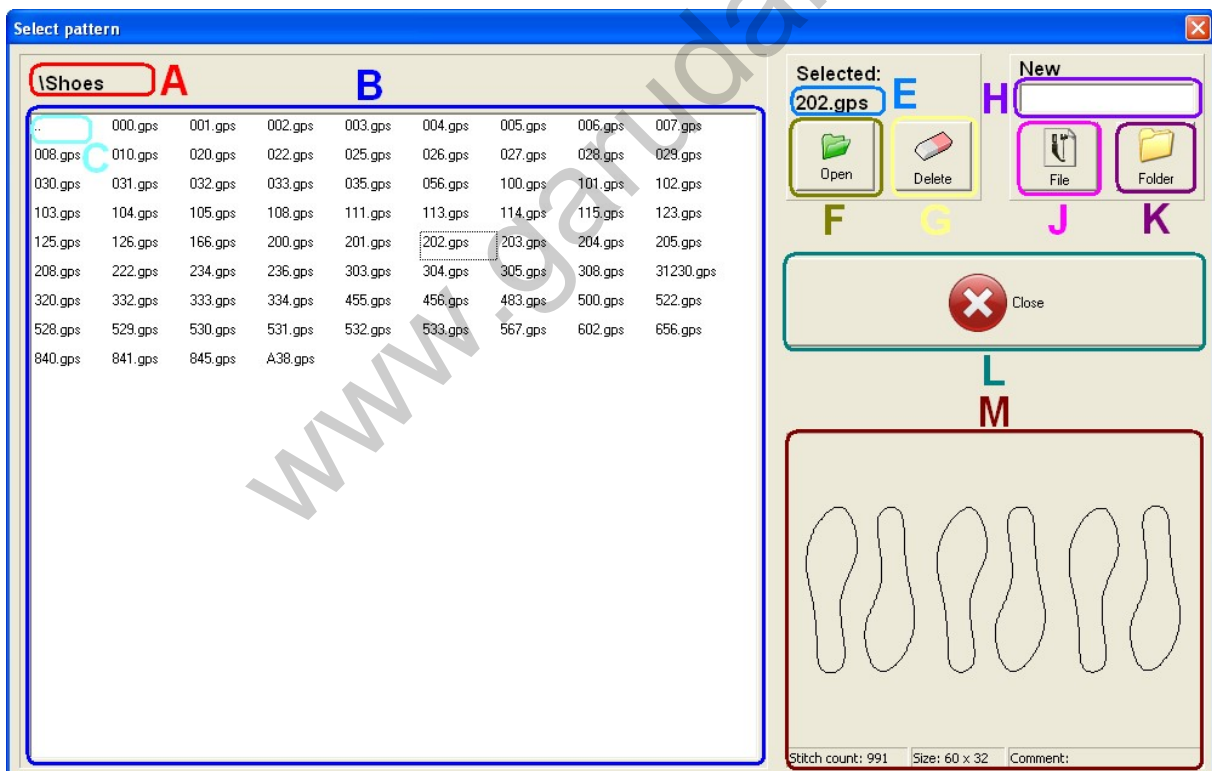 Select pattern
\Shoes A B
.. 000.gps 001.gps 002.gps 003.gps 004.gps 005.gps 006.gps 007.gps
C
008.gps 010.gps 020.gps 022.gps 025.gps 026.gps 027.gps 028.gps 029.gps
030.gps 031.gps 032.gps 033.gps 035.gps 056.gps 100.gps 101.gps 102.gps
103.gps 104.gps 105.gps 108.gps 111.gps 113.gps 114.gps 115.gps 123.gps
125.gps 126.gps 166.gps 200.gps 201.gps 202.gps 203.gps 204.gps 205.gps
208.gps 222.gps 234.gps 236.gps 303.gps 304.gps 305.gps 308.gps 31230.gps
320.gps 332.gps 333.gps 334.gps 455.gps 456.gps 483.gps 500.gps 522.gps
528.gps 529.gps 530.gps 531.gps 532.gps 533.gps 567.gps 602.gps 656.gps
840.gps 841.gps 845.gps A38.gps
Selected:
202.gps E
Open Delete
F G
New
H
File Folder
J K
Close
L
M
Stitch count: 991 Size: 60 x 32 Comment:
www.garuda